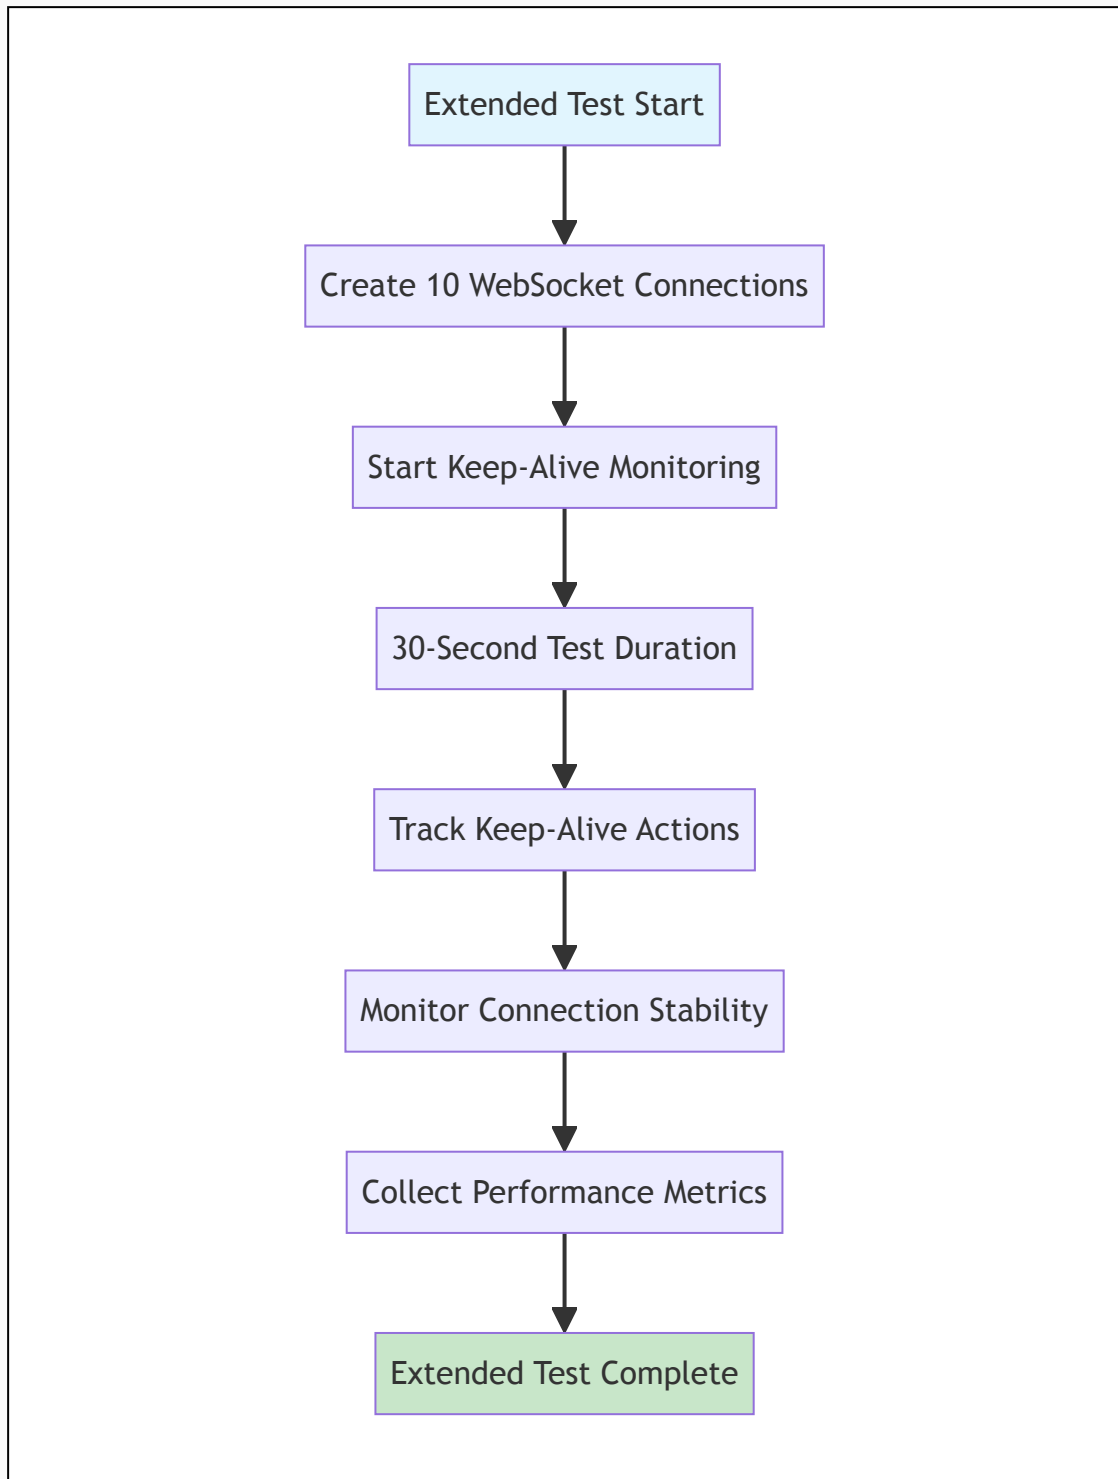 Extended Test Start
Create 10 WebSocket Connections
Start Keep-Alive Monitoring
30-Second Test Duration
Track Keep-Alive Actions
Monitor Connection Stability
Collect Performance Metrics
Extended Test Complete